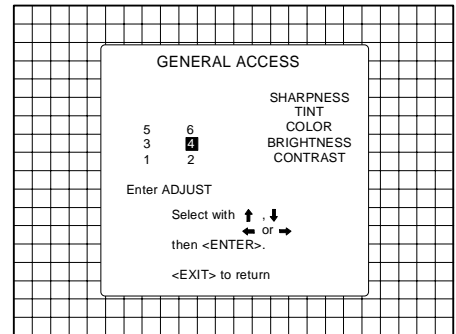 GENERAL ACCESS
SHARPNESS
TINT
5 6 COLOR
3 4 BRIGHTNESS
1 2 CONTRAST
Enter ADJUST
Select with ⬆ , ⬇
⬅ or ➡
then <ENTER>.
<EXIT> to return